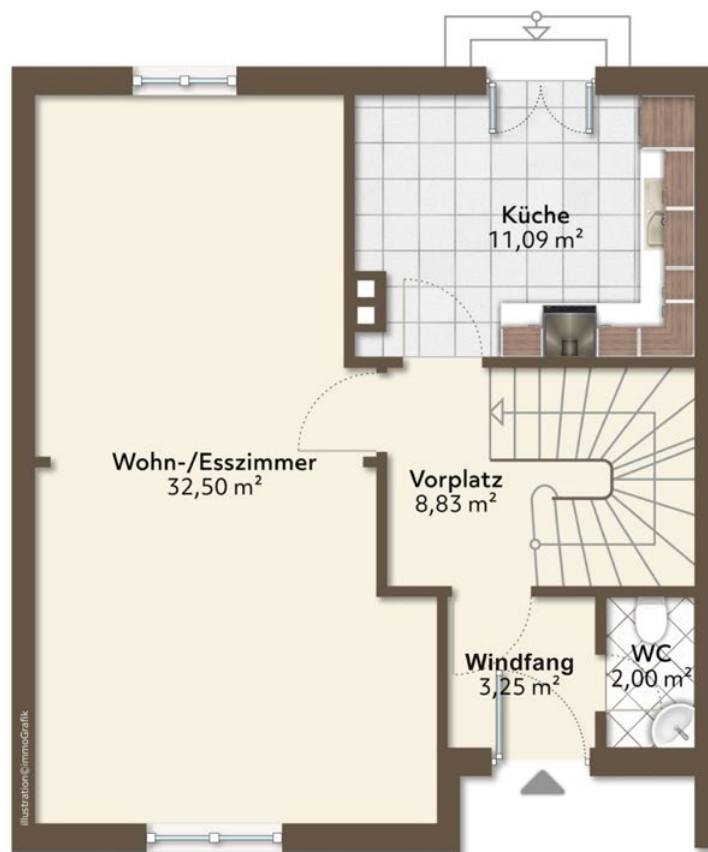 Küche
11,09 m²
Wohn-/Esszimmer
32,50 m²
Vorplatz
8,83 m²
Windfang
3,25 m²
WC
2,00 m²
illustration©immoGrafik